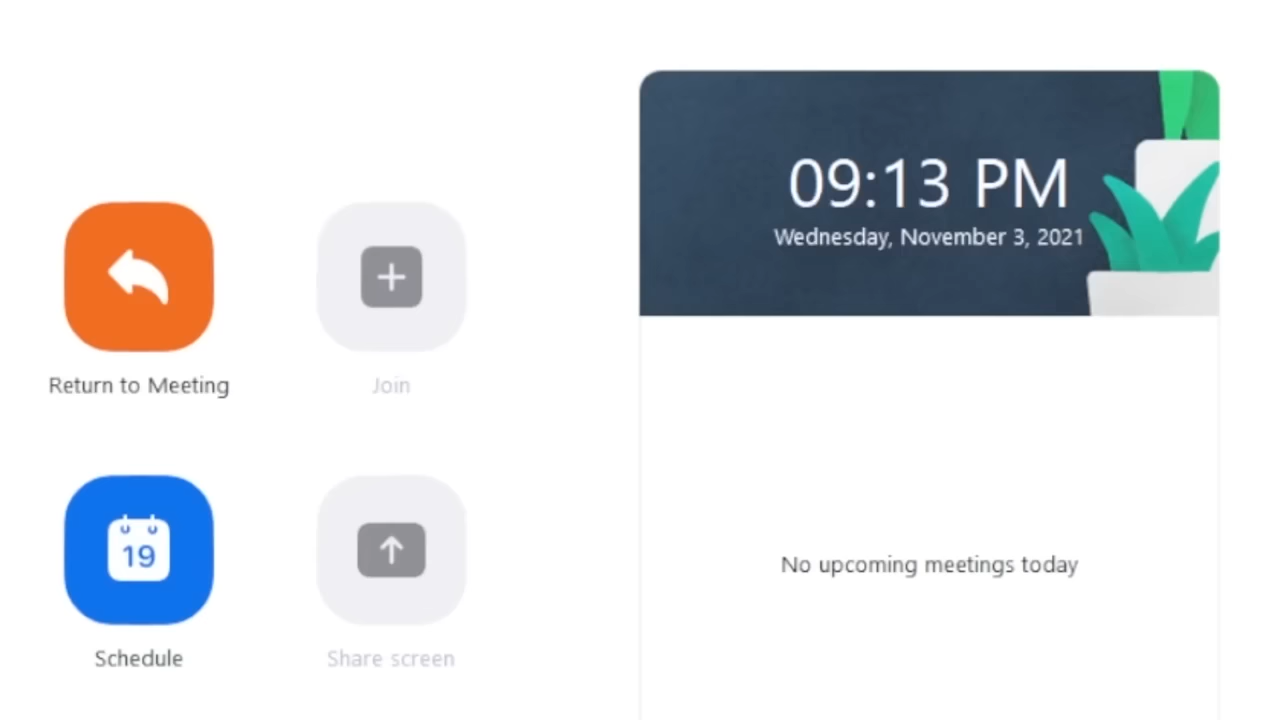 09:13 PM
Wednesday, November 3, 2021
Return to Meeting
Join
19
Schedule
Share screen
No upcoming meetings today